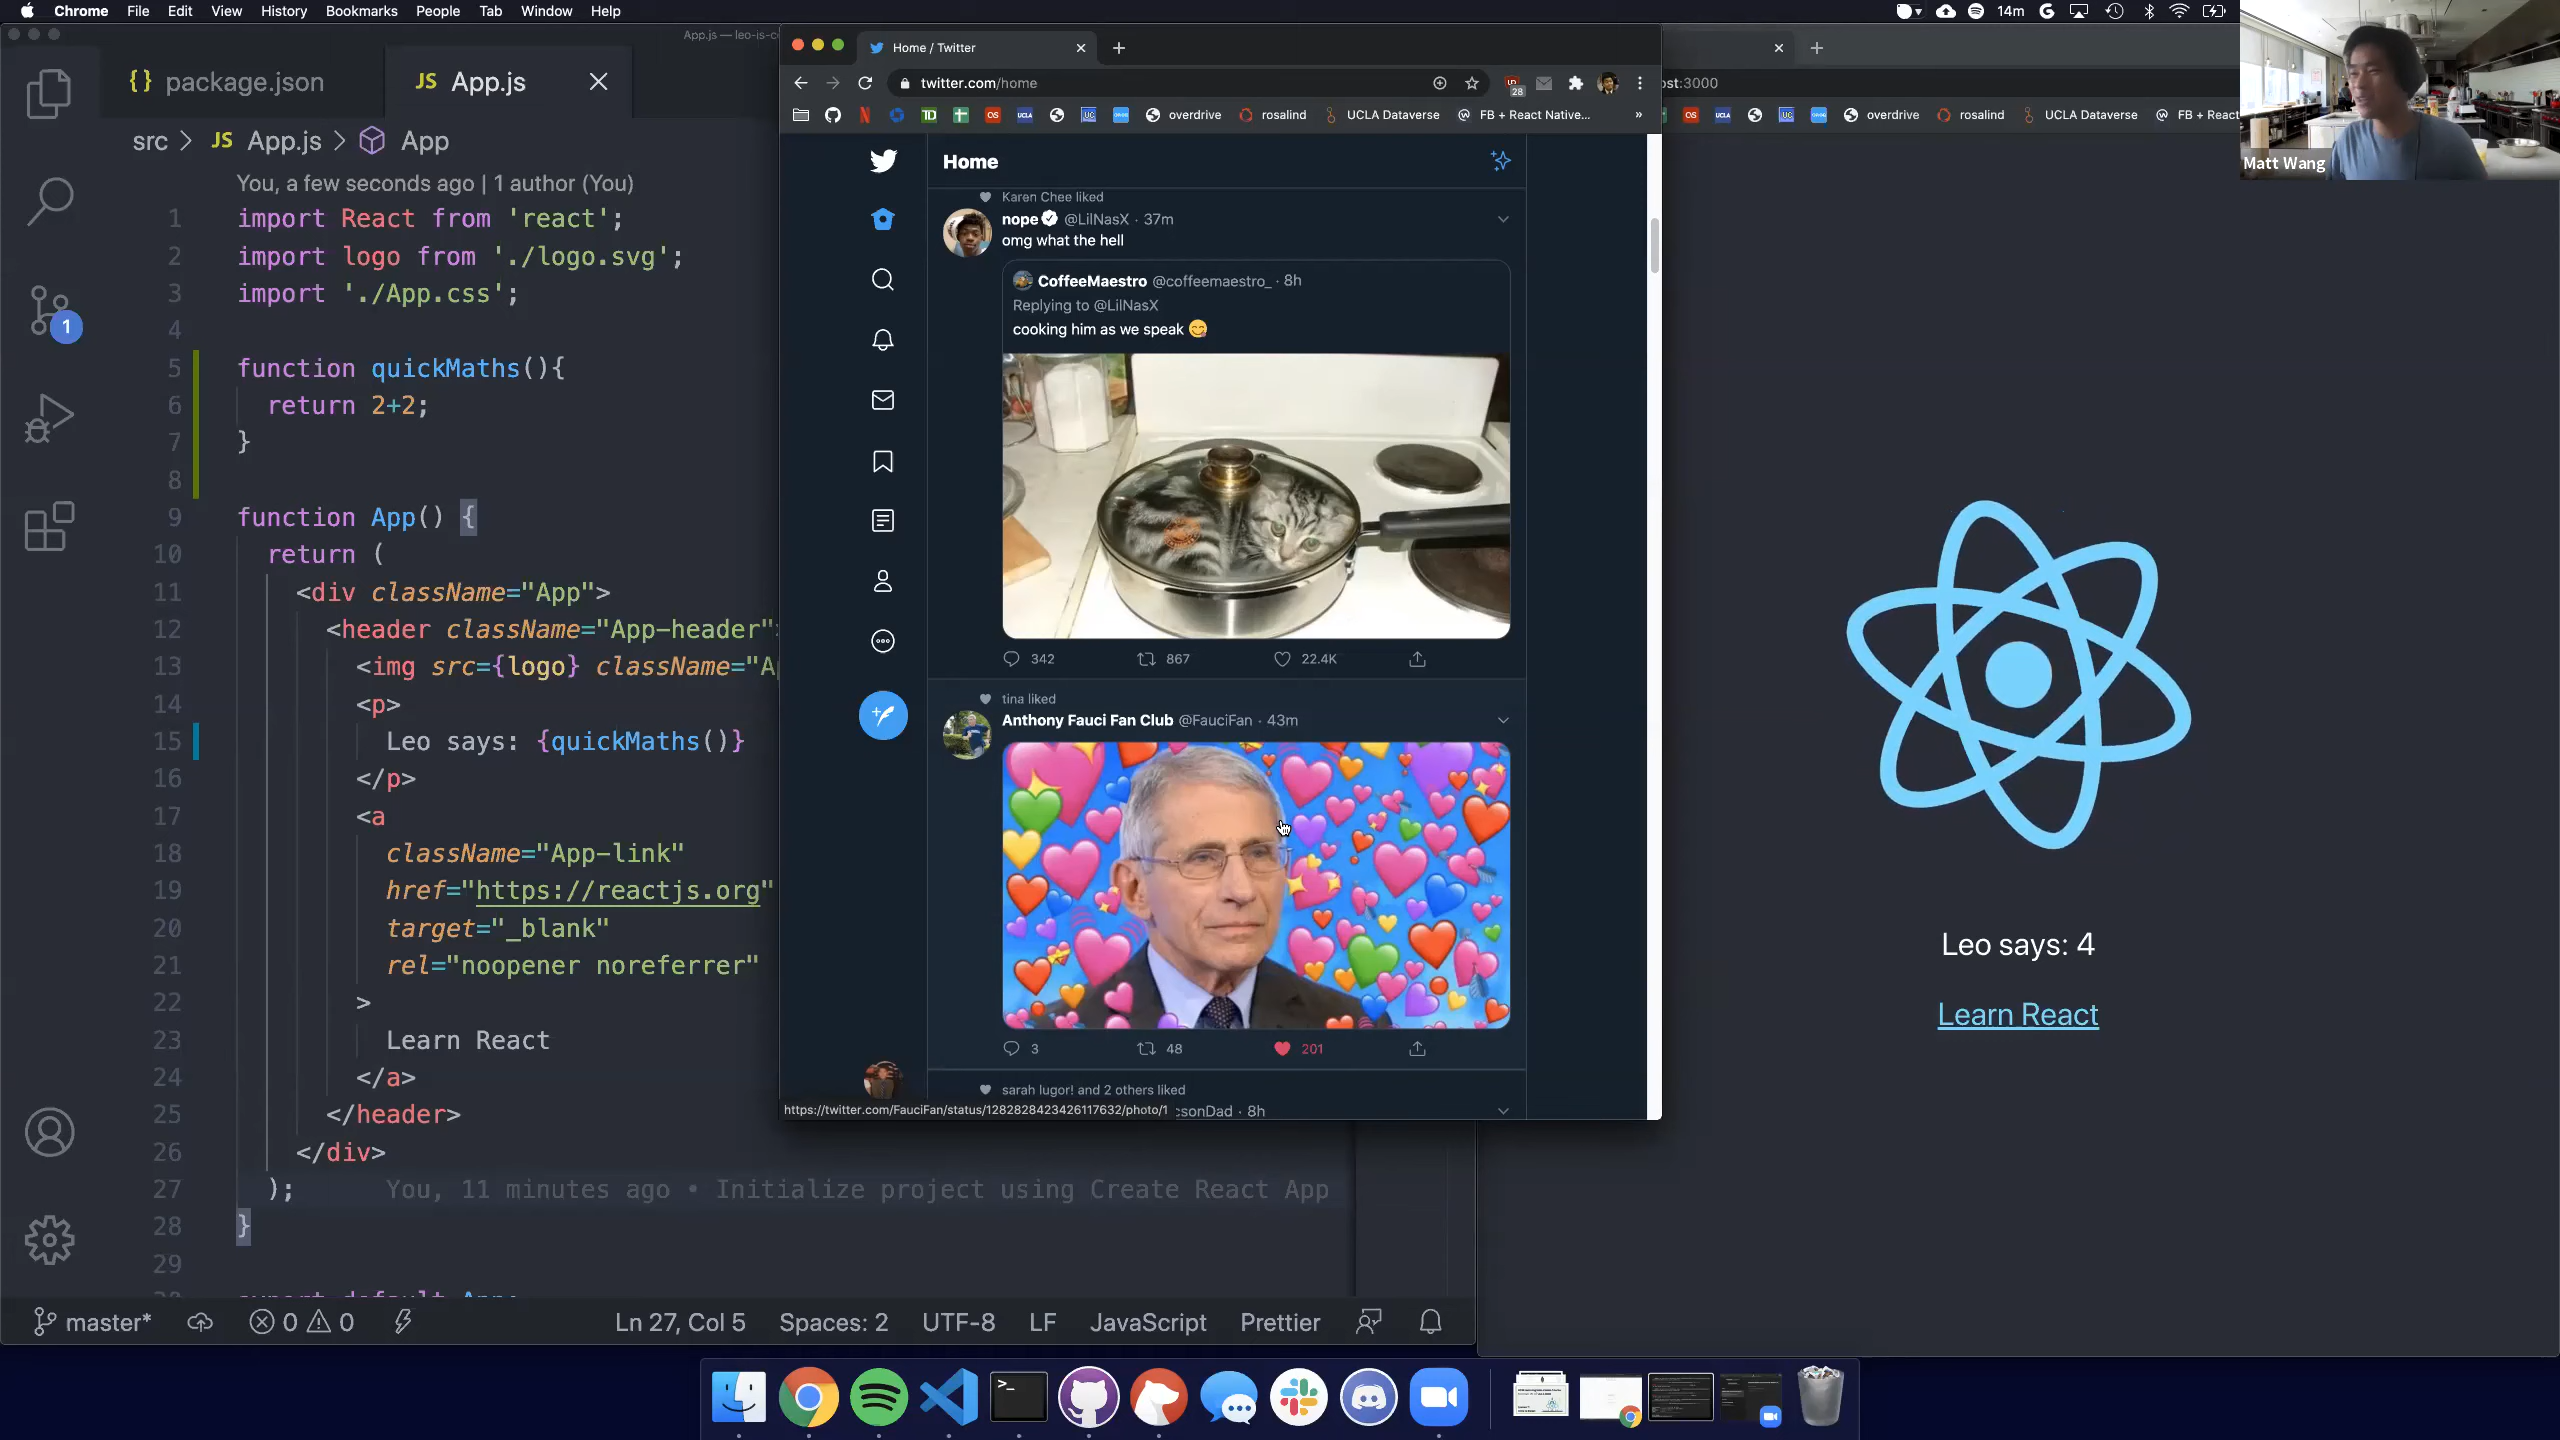 Chrome File Edit View History Bookmarks People Tab Window Help
14m
App.js — leo-is-c
package.json
JS App.js
src > JS App.js > App
You, a few seconds ago | 1 author (You)
1 import React from 'react';
2 import logo from './logo.svg';
3 import './App.css';
4
5 function quickMaths(){
6 return 2+2;
7 }
8
9 function App() {
10 return (
11 <div className="App">
12 <header className="App-header">
13 <img src={logo} className="A
14 <p>
15 Leo says: {quickMaths()}
16 </p>
17 <a
18 className="App-link"
19 href="https://reactjs.org"
20 target="_blank"
21 rel="noopener noreferrer"
22 >
23 Learn React
24 </a>
25 </header>
26 </div>
27 ); You, 11 minutes ago • Initialize project using Create React App
28 }
29
1
master* 0 0
Ln 27, Col 5 Spaces: 2 UTF-8 LF JavaScript Prettier
Home / Twitter
twitter.com/home
28
overdrive rosalind UCLA Dataverse FB + React Native... »
Home
Karen Chee liked
nope @LilNasX · 37m
omg what the hell
CoffeeMaestro @coffeemaestro_ · 8h
Replying to @LilNasX
cooking him as we speak 😋
342 867 22.4K
tina liked
Anthony Fauci Fan Club @FauciFan · 43m
3 48 201
sarah lugor! and 2 others liked
https://twitter.com/FauciFan/status/1282828423426117632/photo/1 csonDad · 8h
ost:3000
overdrive rosalind UCLA Dataverse FB + React
Matt Wang
Leo says: 4
Learn React